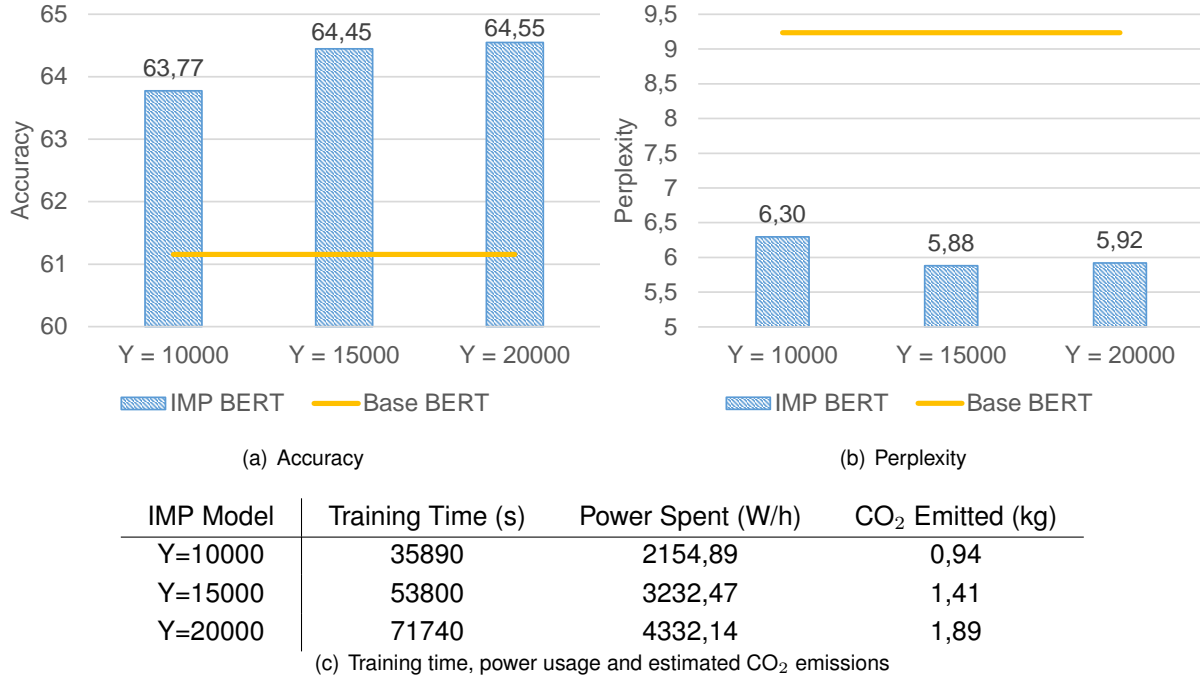 65
64
63
62
61
60
Accuracy
63,77
64,45
64,55
Y = 10000 Y = 15000 Y = 20000
IMP BERT Base BERT
(a) Accuracy
9,5
9
8,5
8
7,5
7
6,5
6
5,5
5
Perplexity
6,30
5,88
5,92
Y = 10000 Y = 15000 Y = 20000
IMP BERT Base BERT
(b) Perplexity
IMP Model Training Time (s) Power Spent (W/h) CO₂ Emitted (kg)
Y=10000 35890 2154,89 0,94
Y=15000 53800 3232,47 1,41
Y=20000 71740 4332,14 1,89
(c) Training time, power usage and estimated CO₂ emissions